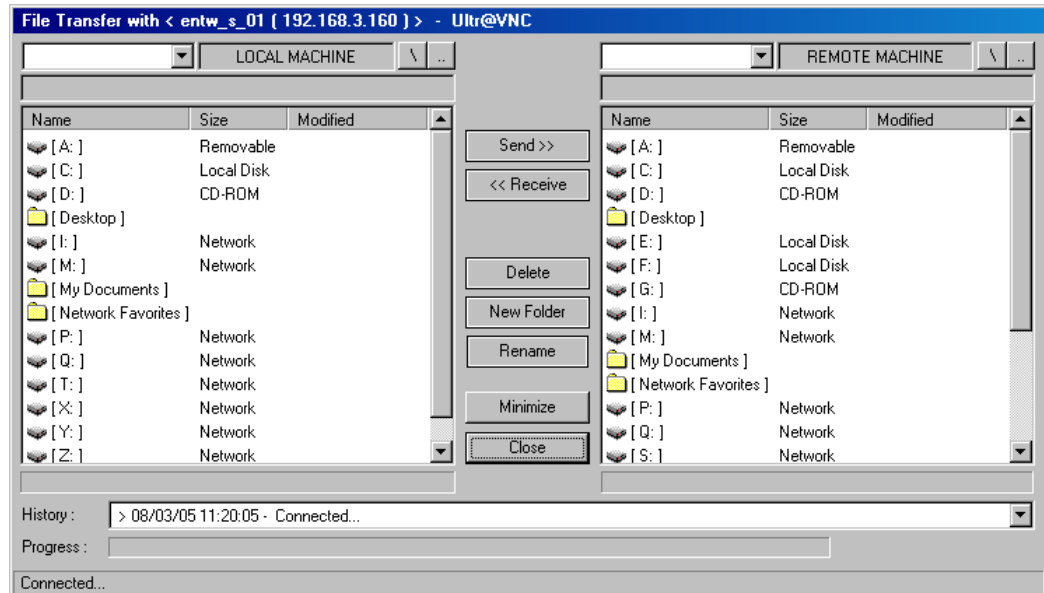 File Transfer with < entw_s_01 ( 192.168.3.160 ) > - Ultr@VNC
LOCAL MACHINE \ ..
Name Size Modified
[ A: ] Removable
[ C: ] Local Disk
[ D: ] CD-ROM
[ Desktop ]
[ I: ] Network
[ M: ] Network
[ My Documents ]
[ Network Favorites ]
[ P: ] Network
[ Q: ] Network
[ T: ] Network
[ X: ] Network
[ Y: ] Network
[ Z: ] Network
Send >>
<< Receive
Delete
New Folder
Rename
Minimize
Close
REMOTE MACHINE \ ..
Name Size Modified
[ A: ] Removable
[ C: ] Local Disk
[ D: ] CD-ROM
[ Desktop ]
[ E: ] Local Disk
[ F: ] Local Disk
[ G: ] CD-ROM
[ I: ] Network
[ M: ] Network
[ My Documents ]
[ Network Favorites ]
[ P: ] Network
[ Q: ] Network
[ S: ] Network
History : > 08/03/05 11:20:05 - Connected...
Progress :
Connected...